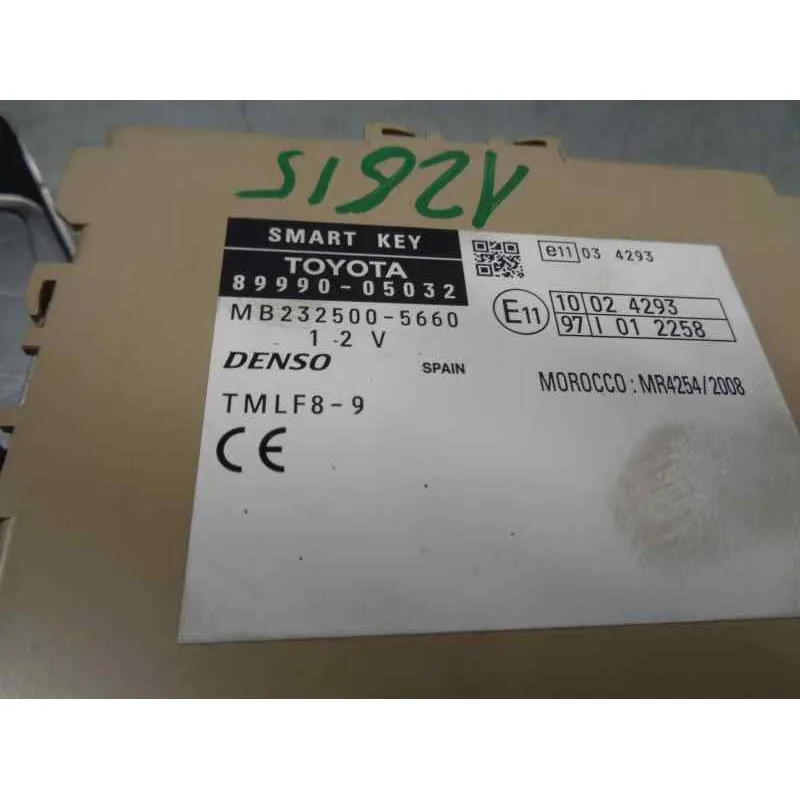 SMART KEY
TOYOTA
89990-05032
MB232500-5660
12V
DENSO
SPAIN
TMLF8-9
CE
e11 03 4293
E11
10 02 4293
97 I 01 2258
MOROCCO : MR4254/2008